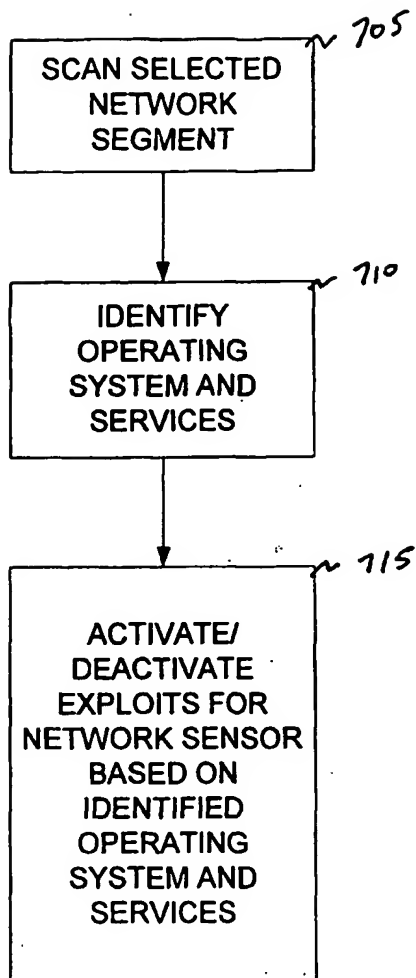 705
SCAN SELECTED
NETWORK
SEGMENT
710
IDENTIFY
OPERATING
SYSTEM AND
SERVICES
715
ACTIVATE/
DEACTIVATE
EXPLOITS FOR
NETWORK SENSOR
BASED ON
IDENTIFIED
OPERATING
SYSTEM AND
SERVICES